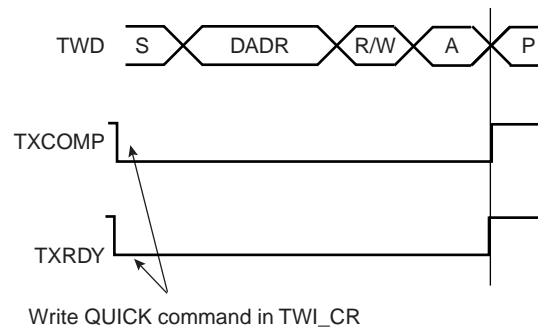 TWD S DADR R/W A P
TXCOMP
TXRDY
Write QUICK command in TWI_CR